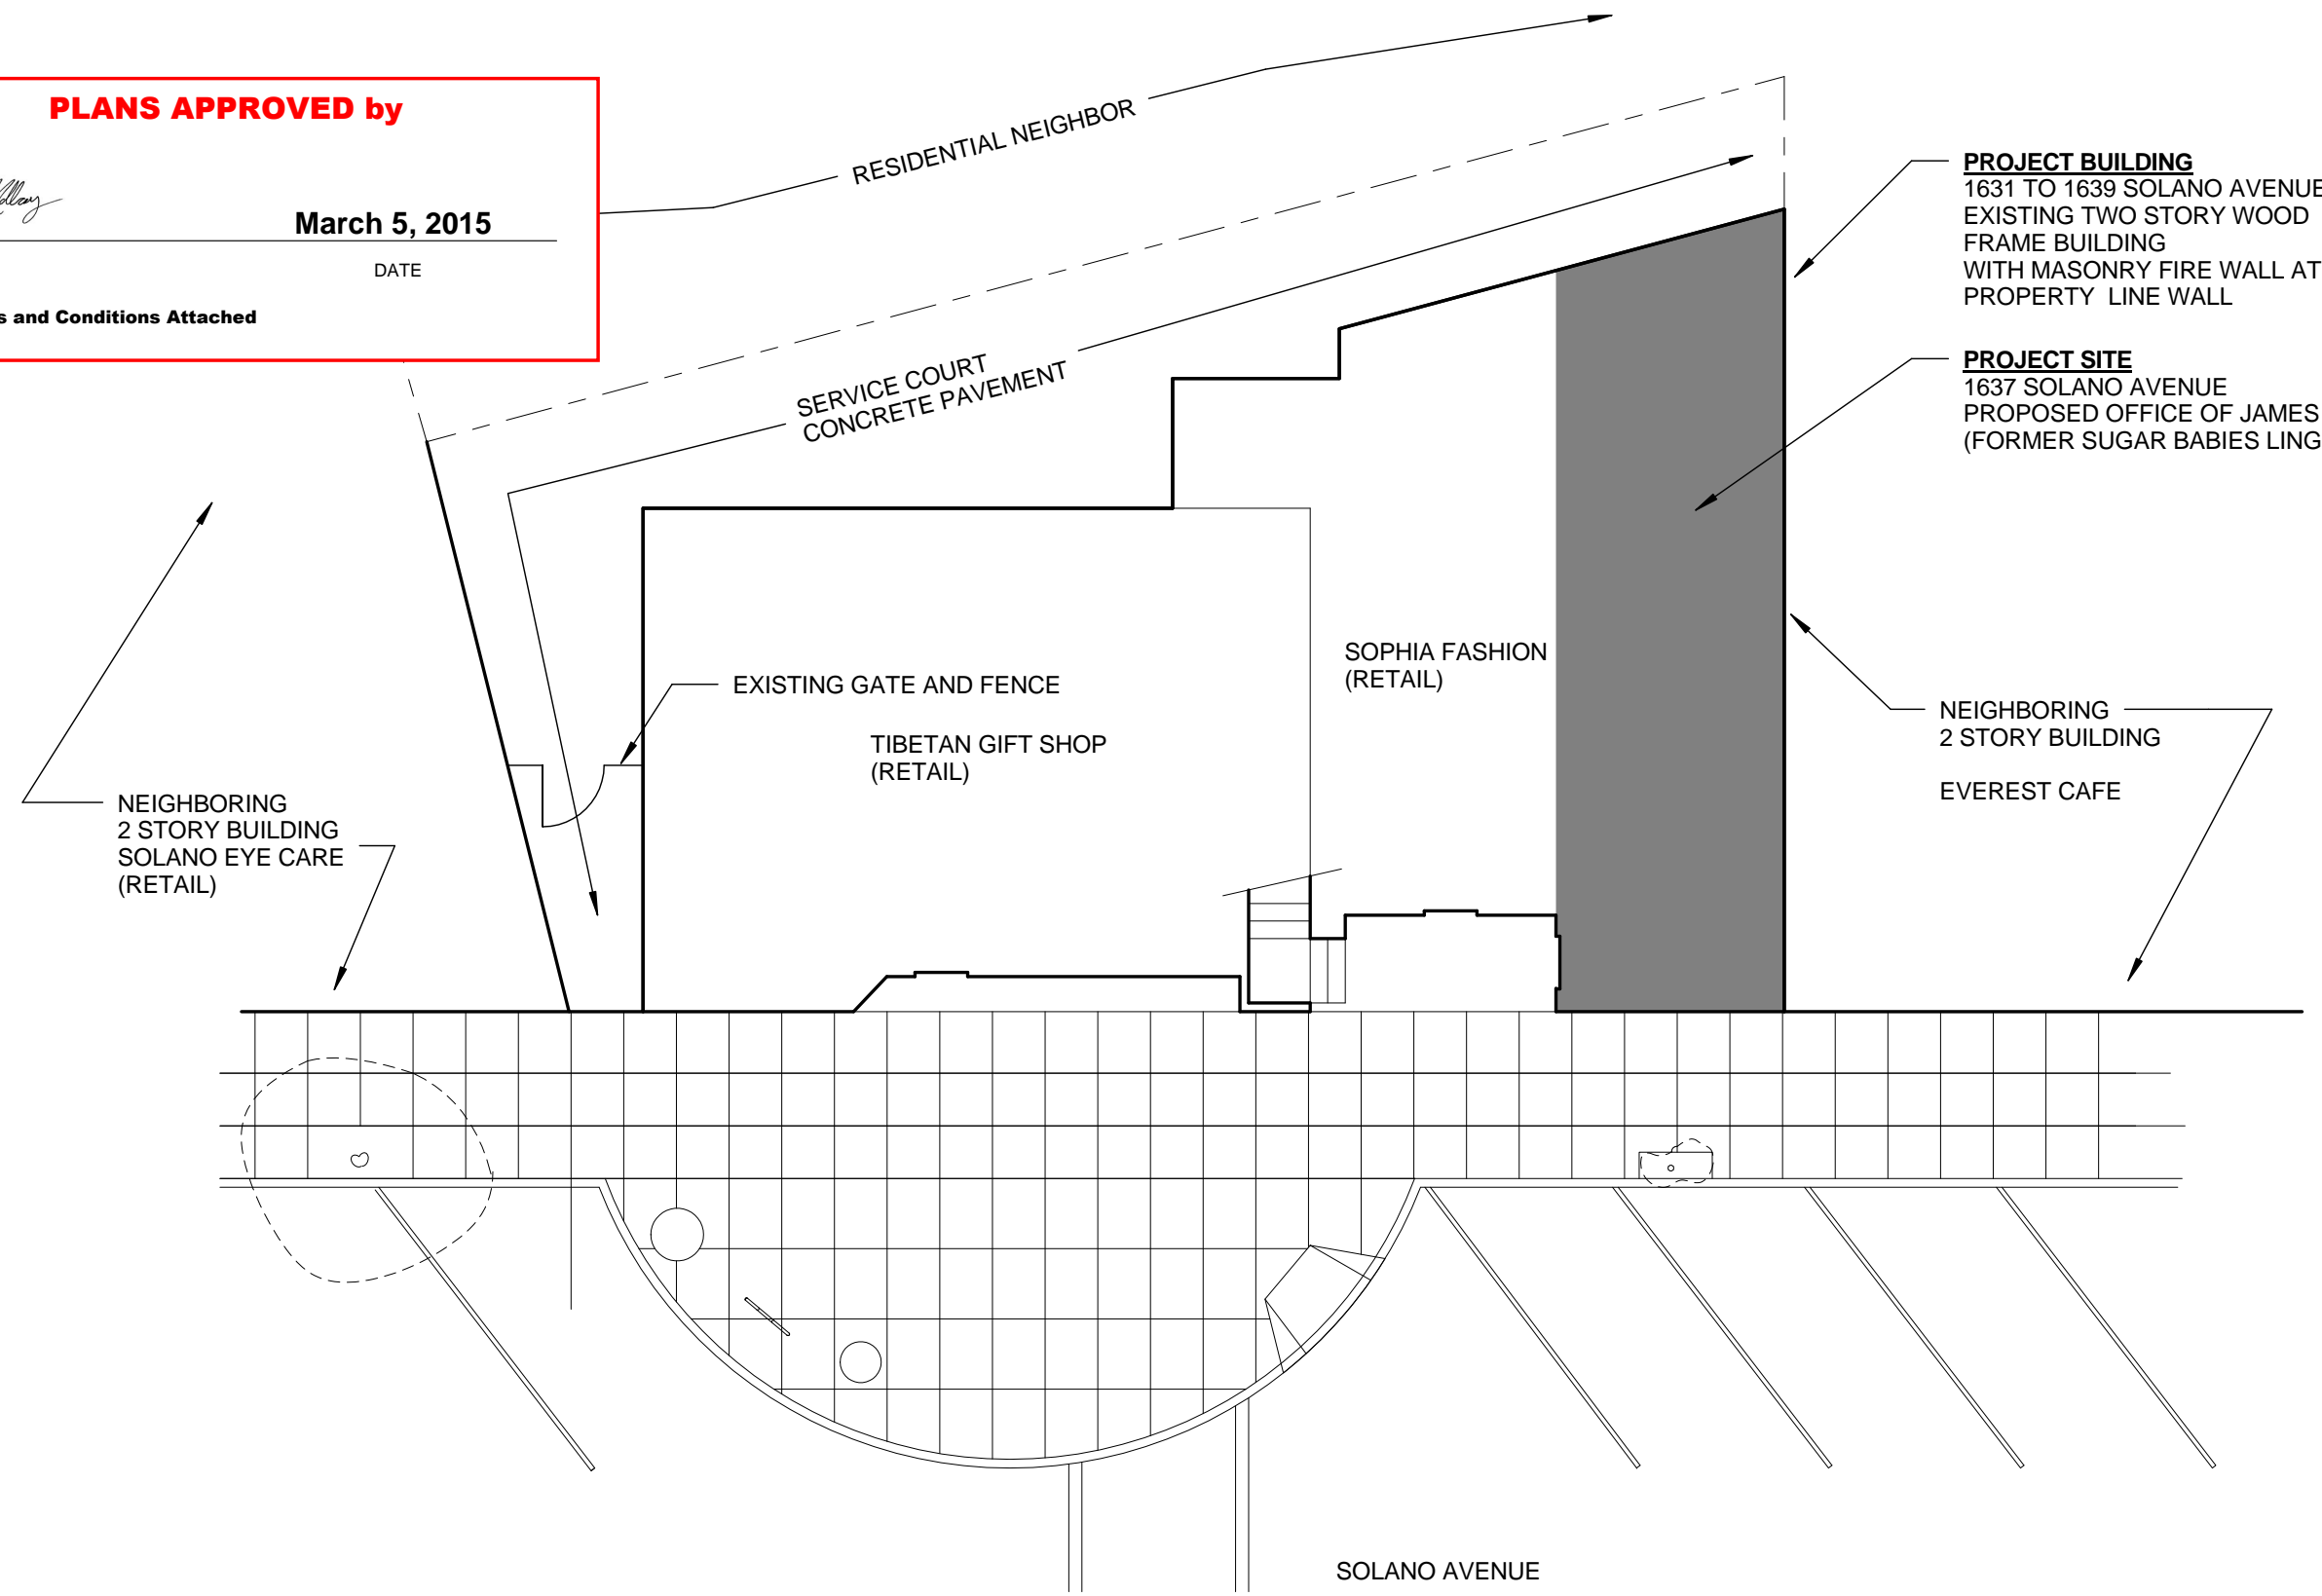 PLANS APPROVED by
March 5, 2015
DATE
s and Conditions Attached
RESIDENTIAL NEIGHBOR
SERVICE COURT
CONCRETE PAVEMENT
PROJECT BUILDING
1631 TO 1639 SOLANO AVENUE
EXISTING TWO STORY WOOD
FRAME BUILDING
WITH MASONRY FIRE WALL AT
PROPERTY LINE WALL
PROJECT SITE
1637 SOLANO AVENUE
PROPOSED OFFICE OF JAMES
(FORMER SUGAR BABIES LING
SOPHIA FASHION
(RETAIL)
EXISTING GATE AND FENCE
TIBETAN GIFT SHOP
(RETAIL)
NEIGHBORING
2 STORY BUILDING
EVEREST CAFE
NEIGHBORING
2 STORY BUILDING
SOLANO EYE CARE
(RETAIL)
SOLANO AVENUE